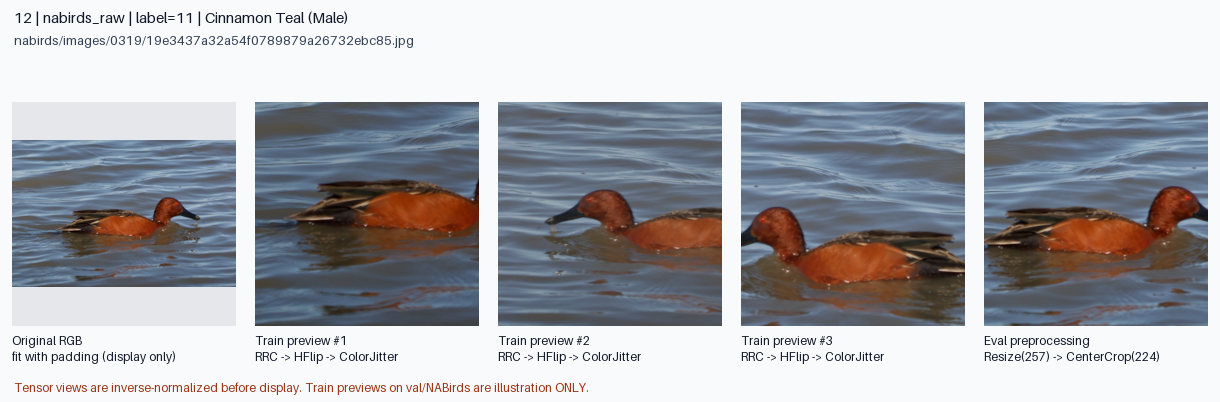 12 | nabirds_raw | label=11 | Cinnamon Teal (Male)
nabirds/images/0319/19e3437a32a54f0789879a26732ebc85.jpg
Original RGB
fit with padding (display only)
Train preview #1
RRC -> HFlip -> ColorJitter
Train preview #2
RRC -> HFlip -> ColorJitter
Train preview #3
RRC -> HFlip -> ColorJitter
Eval preprocessing
Resize(257) -> CenterCrop(224)
Tensor views are inverse-normalized before display. Train previews on val/NABirds are illustration ONLY.